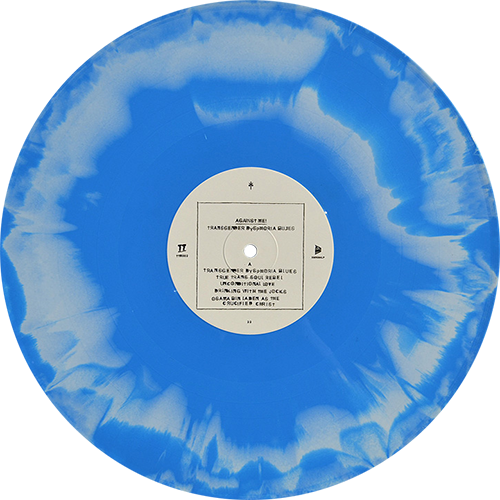 AGAINST ME!
TRANSGENDER DySpHORIA BLUES
A
TRANSGENDER DySpHORIA BLUES
TRUE TRANS SOUL REBEL
UNCONDITIONAL LOVE
DRINKING WITH THE JOCKS
OSAMA BIN LADEN AS THE
CRUCIFIED CHRIST